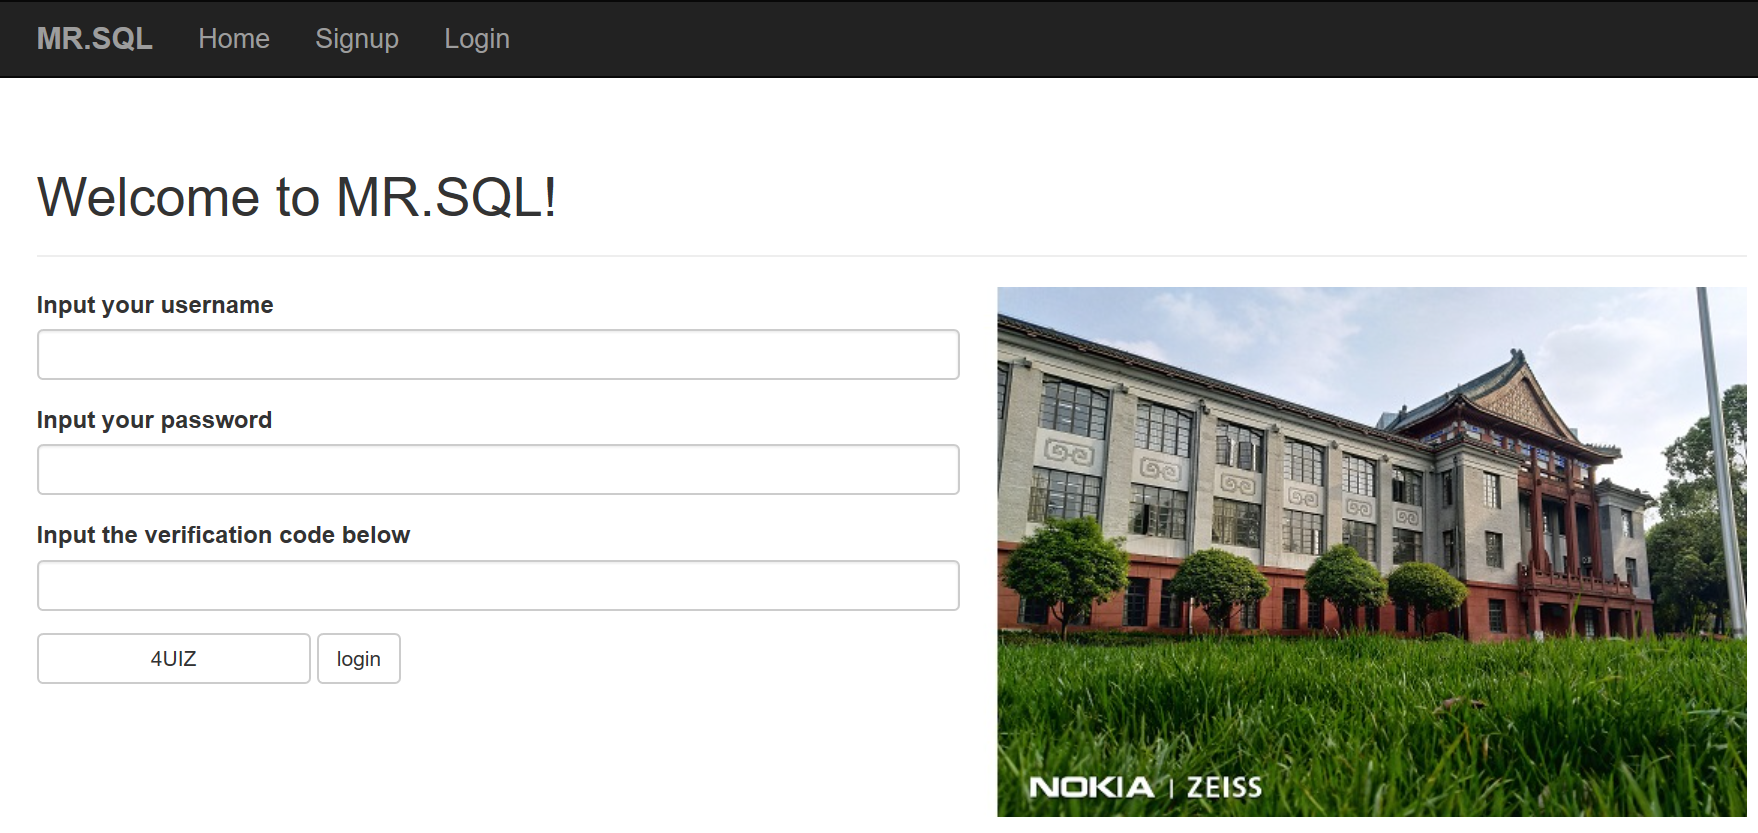 MR.SQL Home Signup Login
Welcome to MR.SQL!
Input your username
Input your password
Input the verification code below
4UIZ login
NOKIA | ZEISS